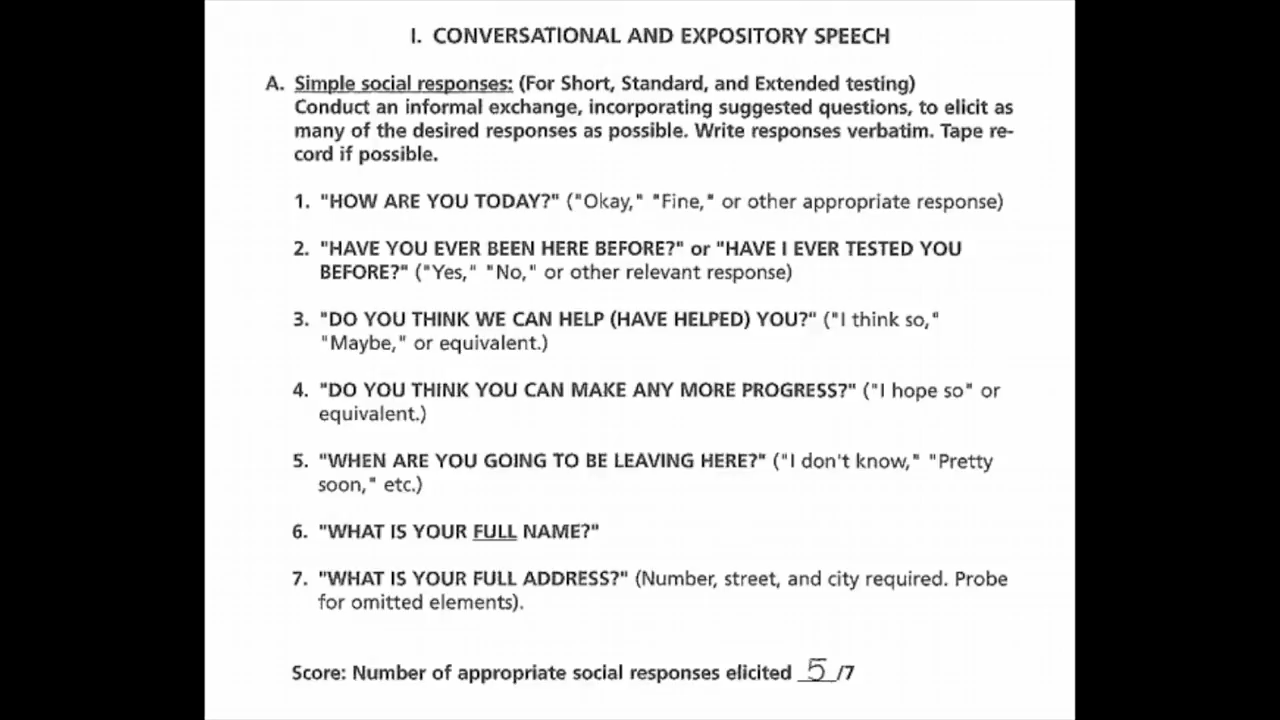 I. CONVERSATIONAL AND EXPOSITORY SPEECH
A. Simple social responses: (For Short, Standard, and Extended testing)
Conduct an informal exchange, incorporating suggested questions, to elicit as
many of the desired responses as possible. Write responses verbatim. Tape re-
cord if possible.
1. "HOW ARE YOU TODAY?" ("Okay," "Fine," or other appropriate response)
2. "HAVE YOU EVER BEEN HERE BEFORE?" or "HAVE I EVER TESTED YOU
BEFORE?" ("Yes," "No," or other relevant response)
3. "DO YOU THINK WE CAN HELP (HAVE HELPED) YOU?" ("I think so,"
"Maybe," or equivalent.)
4. "DO YOU THINK YOU CAN MAKE ANY MORE PROGRESS?" ("I hope so" or
equivalent.)
5. "WHEN ARE YOU GOING TO BE LEAVING HERE?" ("I don't know," "Pretty
soon," etc.)
6. "WHAT IS YOUR FULL NAME?"
7. "WHAT IS YOUR FULL ADDRESS?" (Number, street, and city required. Probe
for omitted elements).
Score: Number of appropriate social responses elicited 5/7